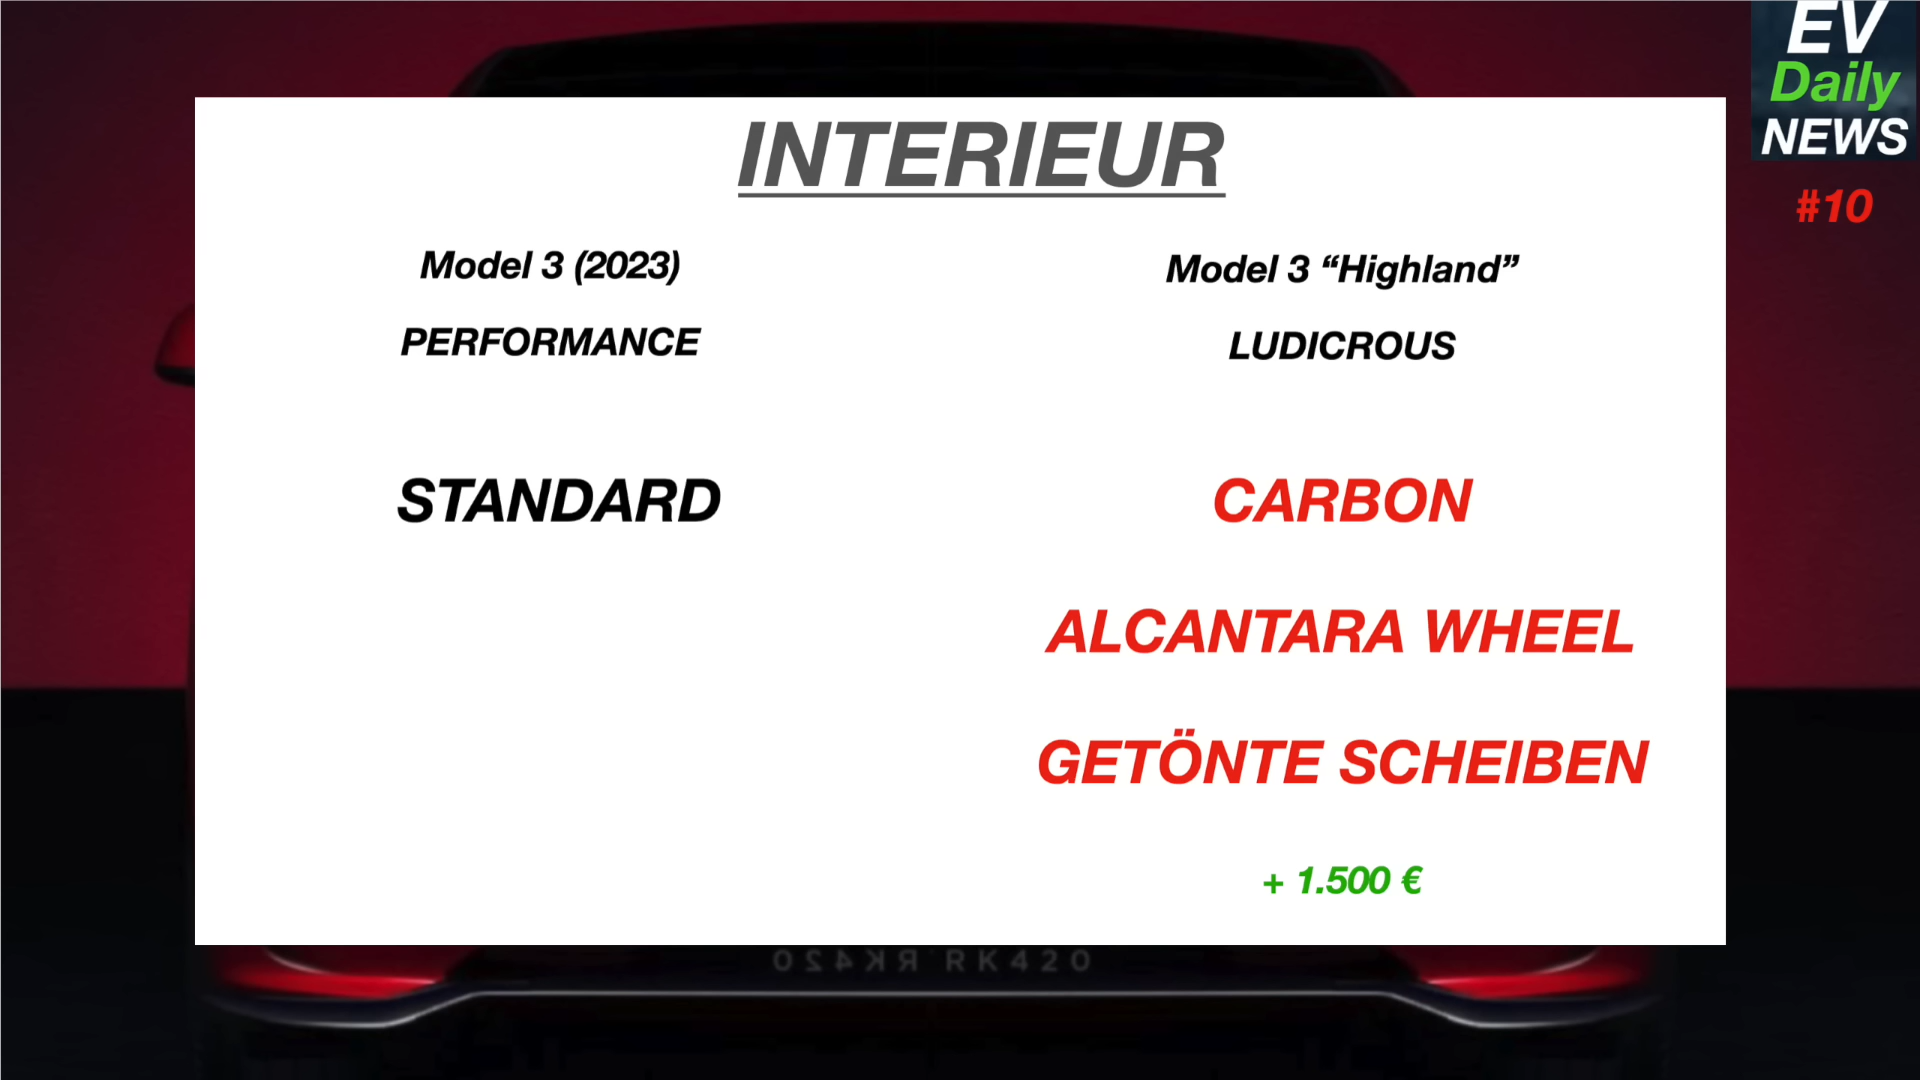 EV
Daily
NEWS
#10
INTERIEUR
Model 3 (2023)
PERFORMANCE
STANDARD
Model 3 “Highland”
LUDICROUS
CARBON
ALCANTARA WHEEL
GETÖNTE SCHEIBEN
+ 1.500 €
RK420